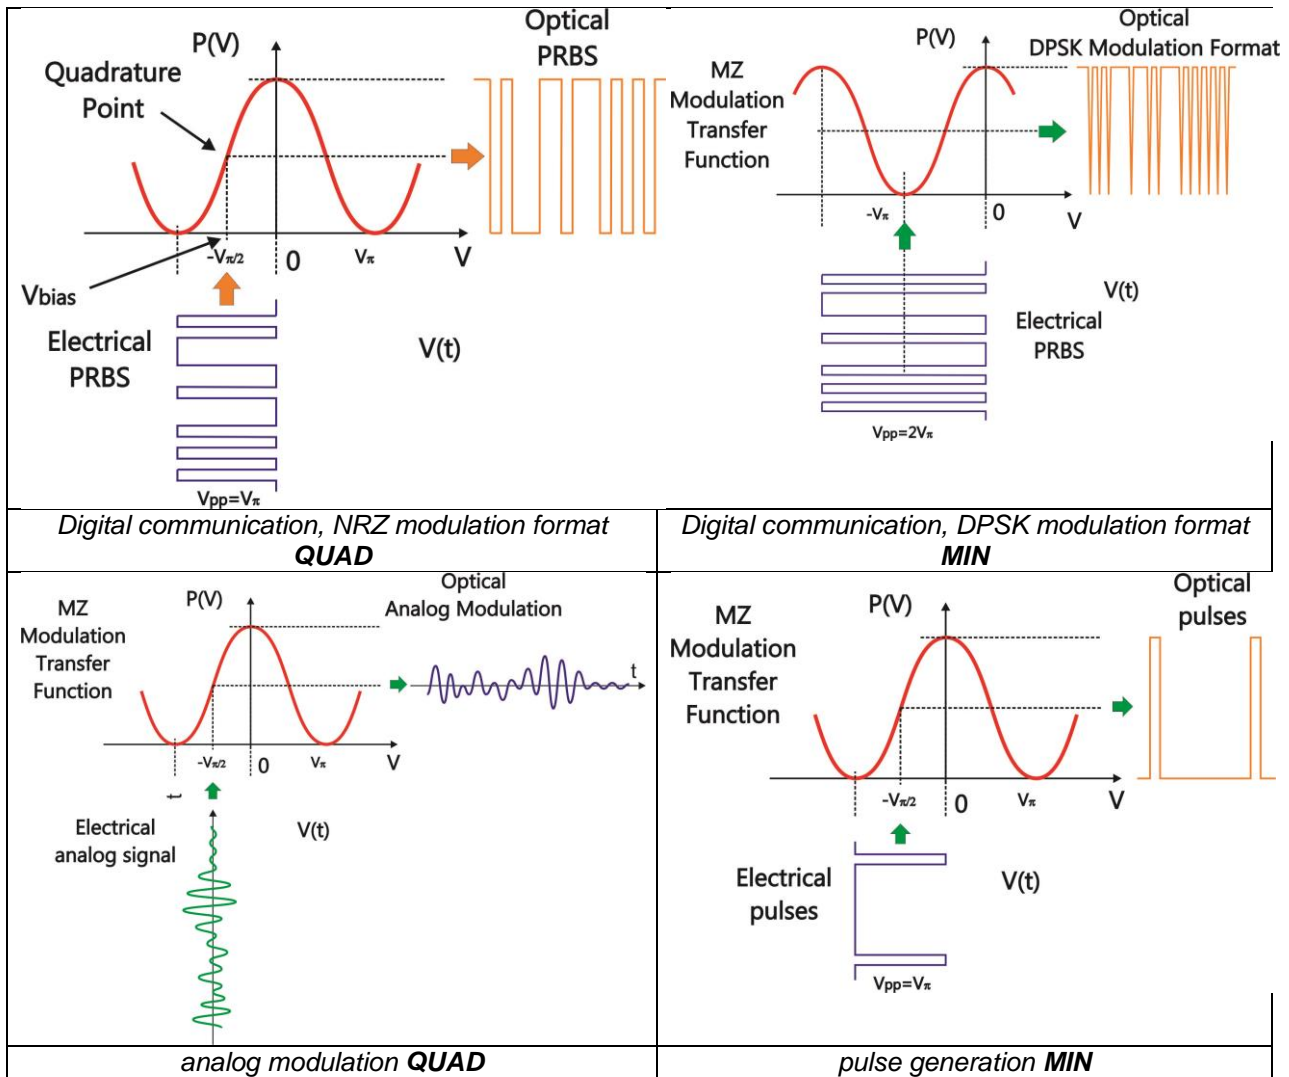 P(V)
Optical
PRBS
Quadrature
Point
-Vπ/2
0
Vπ
V
Vbias
Electrical
PRBS
V(t)
Vpp=Vπ
Optical
DPSK Modulation Format
P(V)
MZ
Modulation
Transfer
Function
-Vπ
0
V
V(t)
Electrical
PRBS
Vpp=2Vπ
Digital communication, NRZ modulation format
QUAD
Digital communication, DPSK modulation format
MIN
Optical
Analog Modulation
P(V)
MZ
Modulation
Transfer
Function
t
-Vπ/2
0
Vπ
V
t
Electrical
analog signal
V(t)
Optical
pulses
P(V)
MZ
Modulation
Transfer
Function
-Vπ/2
0
Vπ
V
Electrical
pulses
V(t)
Vpp=Vπ
analog modulation QUAD
pulse generation MIN